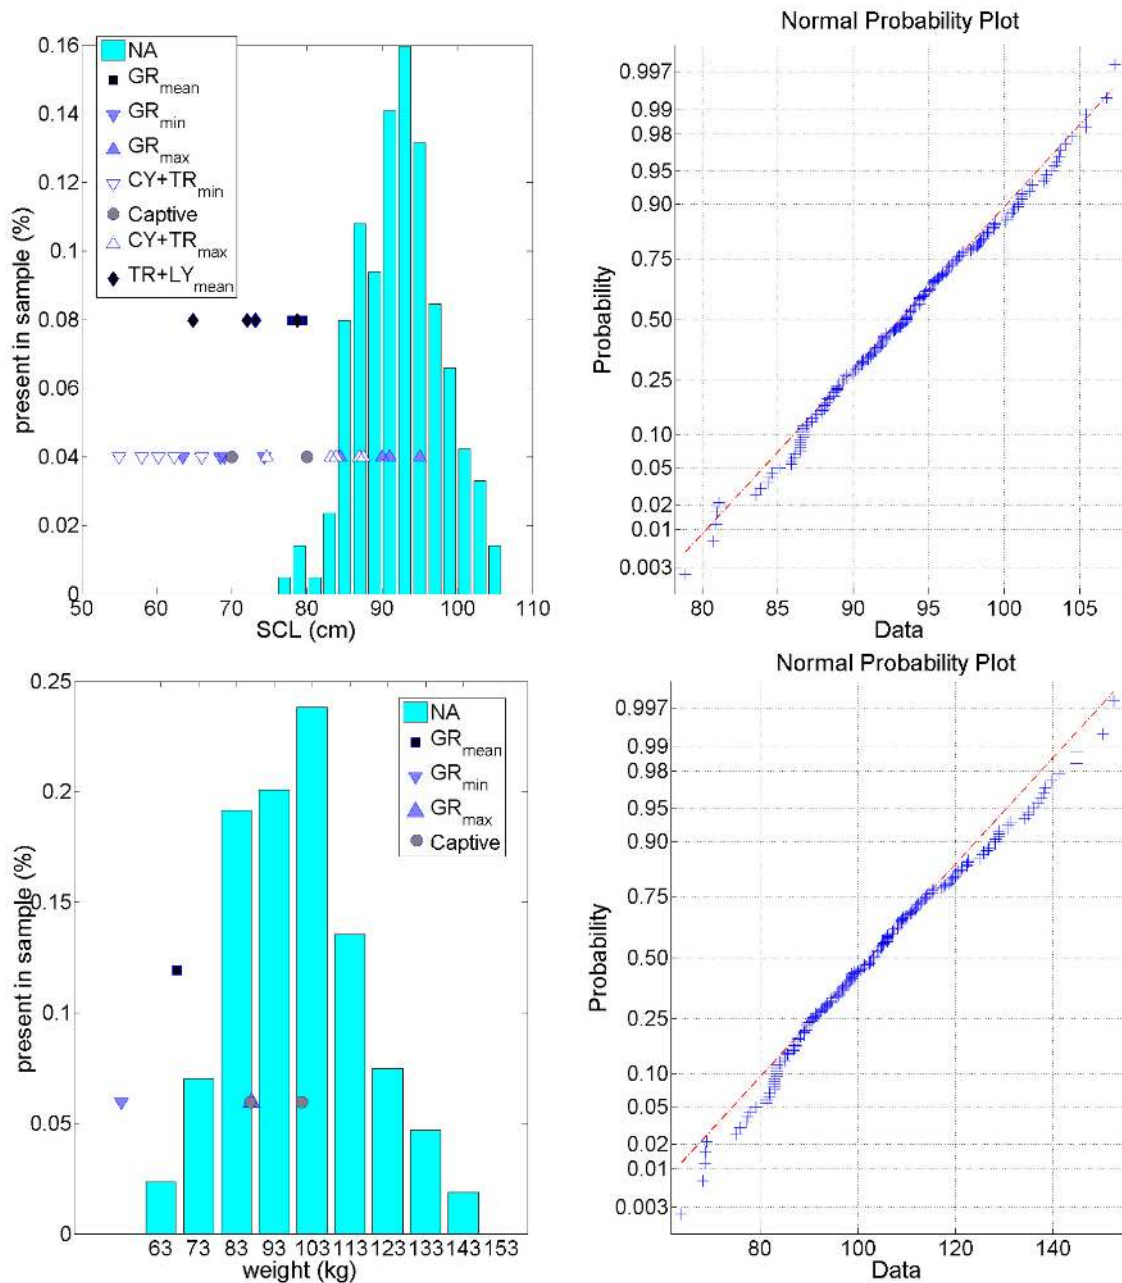 0.16
0.14
0.12
0.1
0.08
0.06
0.04
0.02
0
present in sample (%)
NA
GRmean
GRmin
GRmax
CY+TRmin
Captive
CY+TRmax
TR+LYmean
50 60 70 80 90 100 110
SCL (cm)
Normal Probability Plot
0.997
0.99
0.98
0.95
0.90
0.75
0.50
0.25
0.10
0.05
0.02
0.01
0.003
Probability
80 85 90 95 100 105
Data
0.25
0.2
0.15
0.1
0.05
0
present in sample (%)
NA
GRmean
GRmin
GRmax
Captive
63 73 83 93 103 113 123 133 143 153
weight (kg)
Normal Probability Plot
0.997
0.99
0.98
0.95
0.90
0.75
0.50
0.25
0.10
0.05
0.02
0.01
0.003
Probability
80 100 120 140
Data